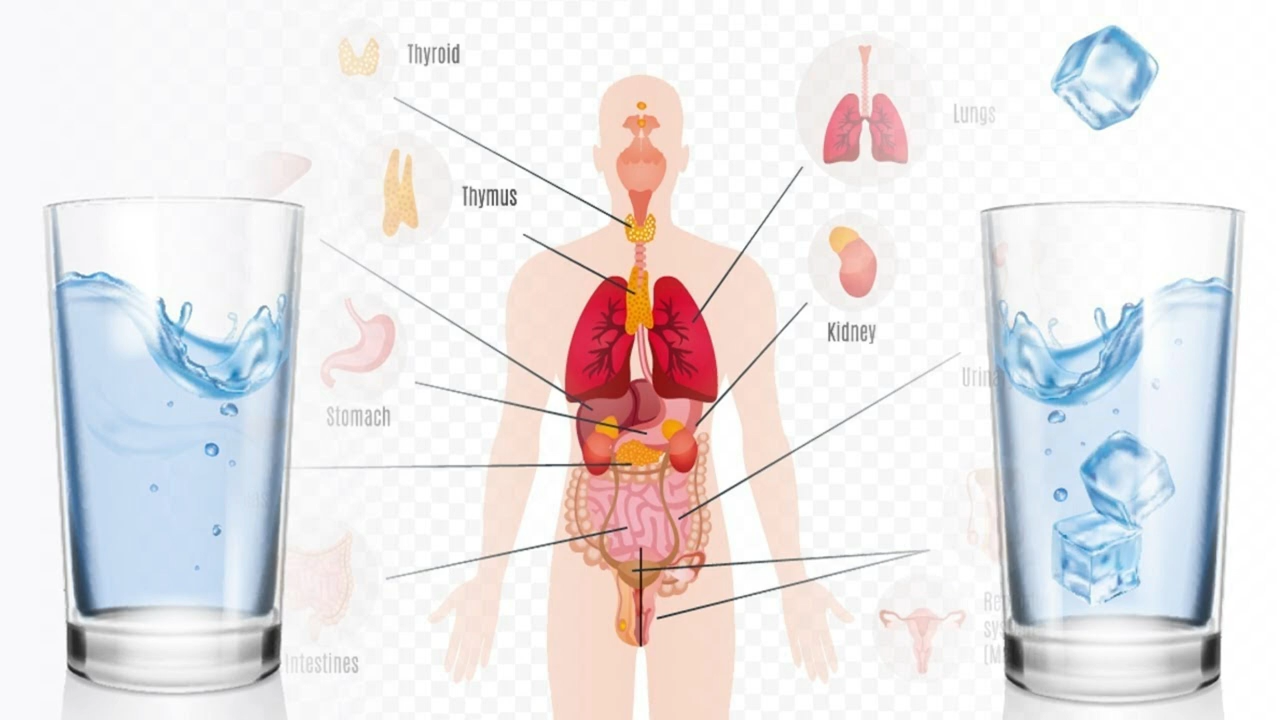 Thyroid
Lungs
Thymus
Kidney
Stomach
Intestines